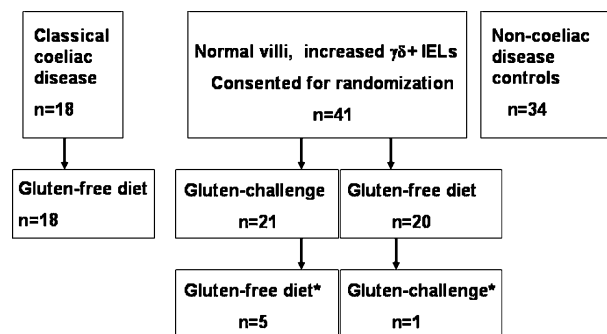 Classical
coeliac
disease
n=18
Normal villi, increased γδ+ IELs
Consented for randomization
n=41
Non-coeliac
disease
controls
n=34
Gluten-free diet
n=18
Gluten-challenge
n=21
Gluten-free diet
n=20
Gluten-free diet*
n=5
Gluten-challenge*
n=1